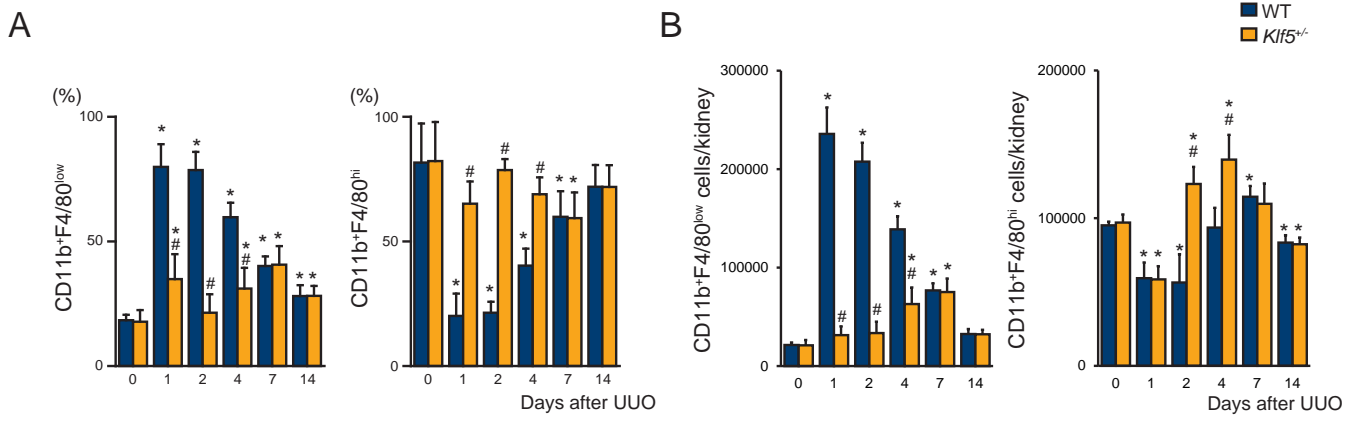 A
B
WT
Klf5+/-
(%)
100
50
0
CD11b+F4/80low
* * * * * * * * *
# # #
0 1 2 4 7 14
(%)
100
50
0
CD11b+F4/80hi
* * * * *
# # #
0 1 2 4 7 14
Days after UUO
300000
200000
100000
0
CD11b+F4/80low cells/kidney
* * * * * *
# # #
0 1 2 4 7 14
200000
100000
0
CD11b+F4/80hi cells/kidney
* * * * * * * *
# #
0 1 2 4 7 14
Days after UUO